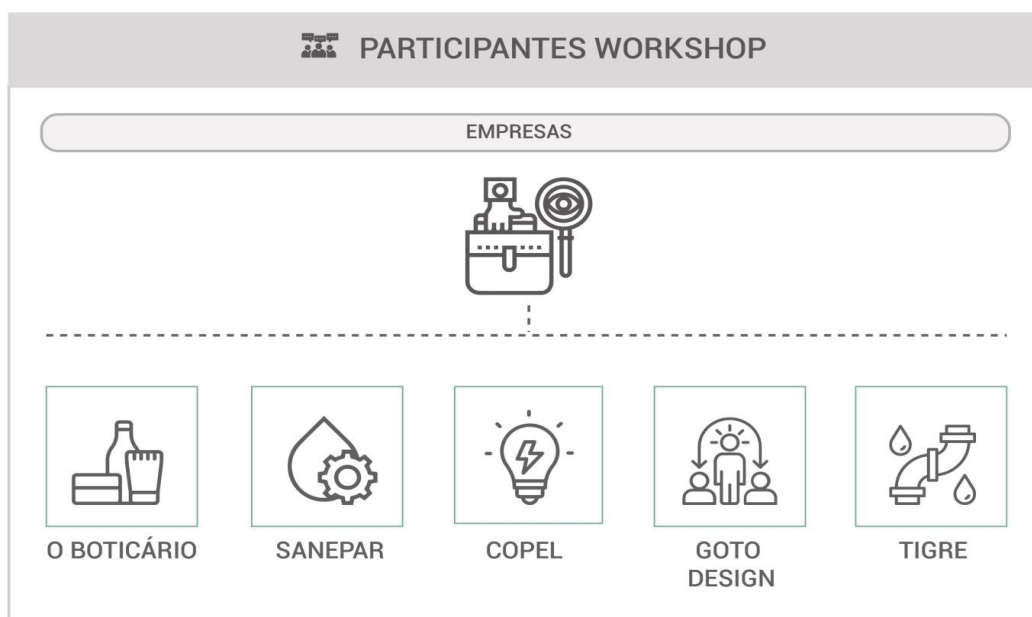 PARTICIPANTES WORKSHOP
EMPRESAS
O BOTICÁRIO
SANEPAR
COPEL
GOTO
DESIGN
TIGRE